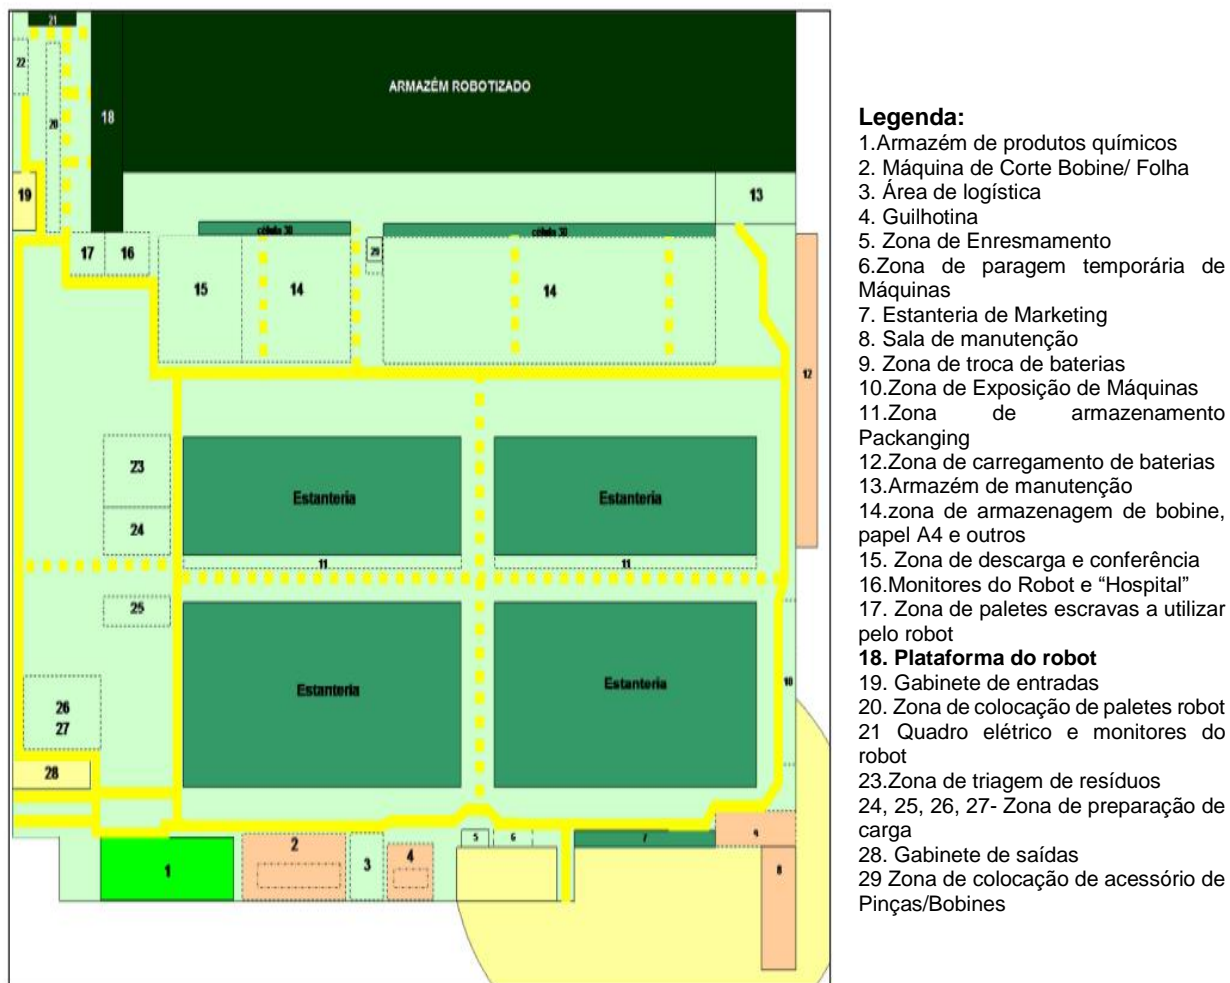 21
ARMAZÉM ROBOTIZADO
22
18
20
19
13
célula 30
célula 30
17
16
29
15
14
14
12
23
Estanteria
Estanteria
24
11
11
25
Estanteria
Estanteria
10
26
27
28
5
6
7
9
2
3
4
1
8
Legenda:
1.Armazém de produtos químicos
2. Máquina de Corte Bobine/ Folha
3. Área de logística
4. Guilhotina
5. Zona de Enresmamento
6.Zona de paragem temporária de
Máquinas
7. Estanteria de Marketing
8. Sala de manutenção
9. Zona de troca de baterias
10.Zona de Exposição de Máquinas
11.Zona de armazenamento
Packanging
12.Zona de carregamento de baterias
13.Armazém de manutenção
14.zona de armazenagem de bobine,
papel A4 e outros
15. Zona de descarga e conferência
16.Monitores do Robot e “Hospital”
17. Zona de paletes escravas a utilizar
pelo robot
18. Plataforma do robot
19. Gabinete de entradas
20. Zona de colocação de paletes robot
21 Quadro elétrico e monitores do
robot
23.Zona de triagem de resíduos
24, 25, 26, 27- Zona de preparação de
carga
28. Gabinete de saídas
29 Zona de colocação de acessório de
Pinças/Bobines